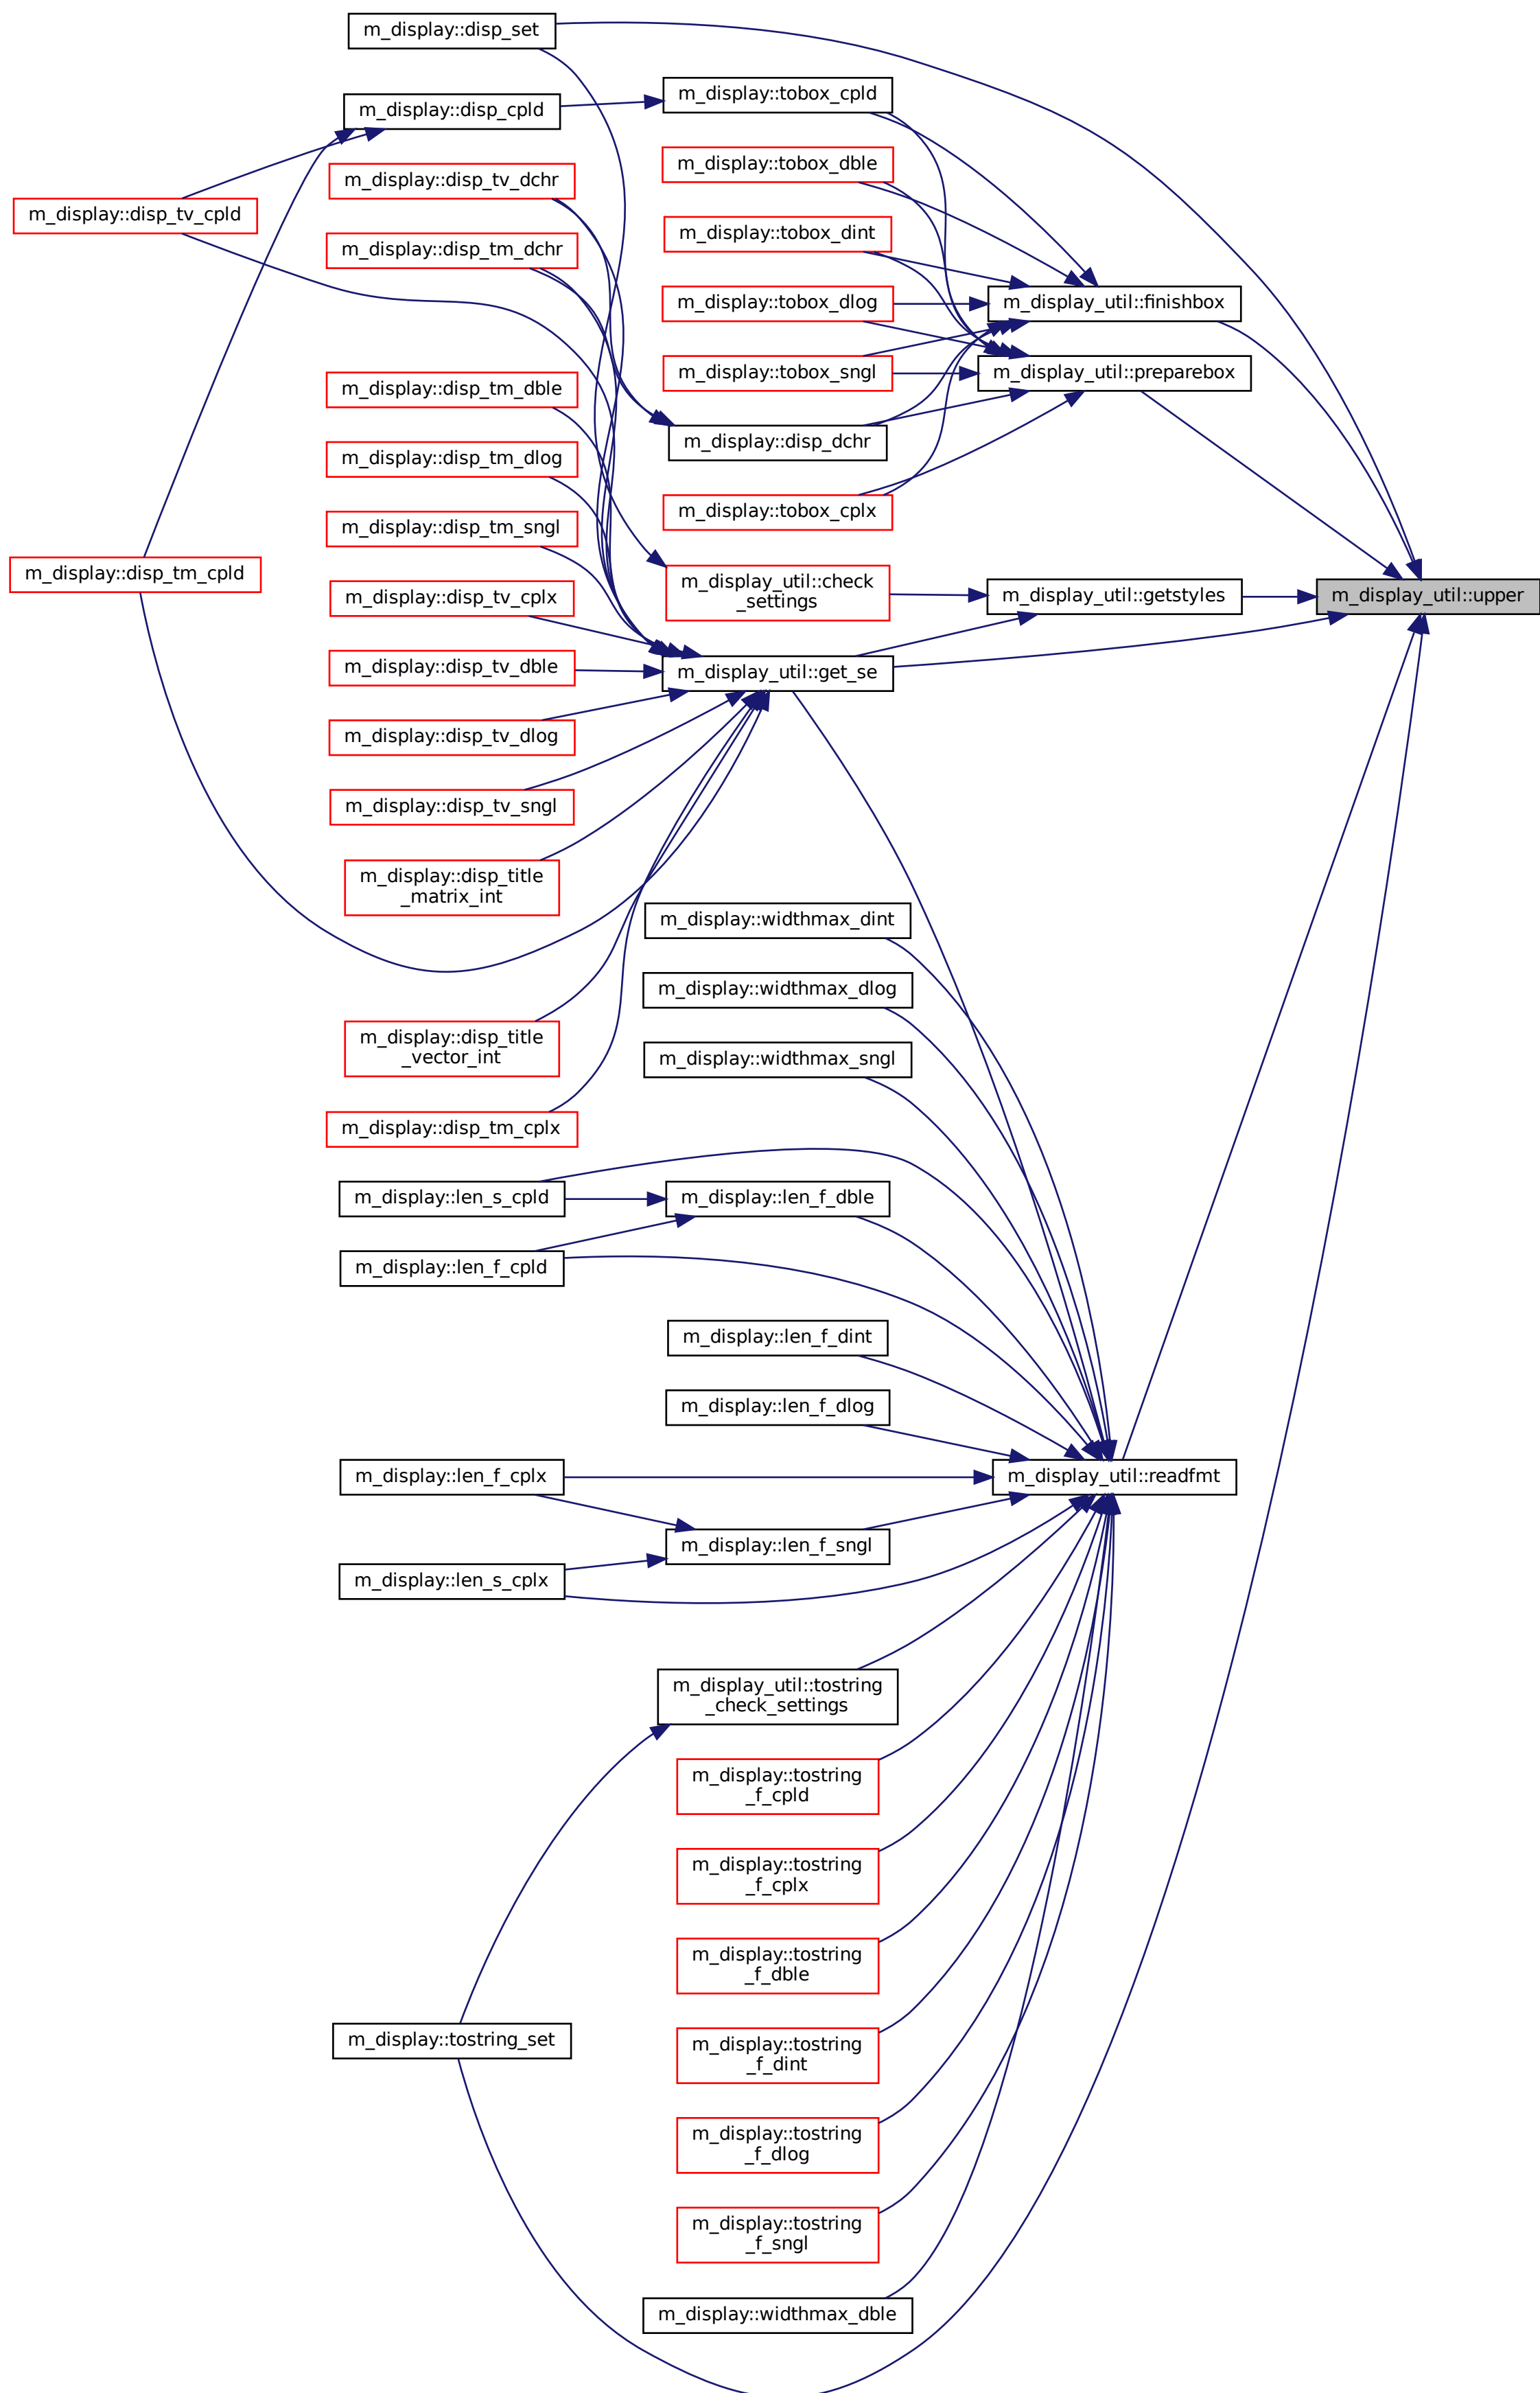 m_display::disp_set
m_display::disp_cpld
m_display::tobox_cpld
m_display::tobox_dble
m_display::disp_tv_dchr
m_display::disp_tv_cpld
m_display::tobox_dint
m_display::disp_tm_dchr
m_display::tobox_dlog
m_display_util::finishbox
m_display::tobox_sngl
m_display_util::preparebox
m_display::disp_tm_dble
m_display::disp_dchr
m_display::disp_tm_dlog
m_display::tobox_cplx
m_display::disp_tm_sngl
m_display::disp_tm_cpld
m_display_util::check
_settings
m_display_util::getstyles
m_display_util::upper
m_display::disp_tv_cplx
m_display::disp_tv_dble
m_display_util::get_se
m_display::disp_tv_dlog
m_display::disp_tv_sngl
m_display::disp_title
_matrix_int
m_display::widthmax_dint
m_display::widthmax_dlog
m_display::disp_title
_vector_int
m_display::widthmax_sngl
m_display::disp_tm_cplx
m_display::len_s_cpld
m_display::len_f_dble
m_display::len_f_cpld
m_display::len_f_dint
m_display::len_f_dlog
m_display::len_f_cplx
m_display_util::readfmt
m_display::len_f_sngl
m_display::len_s_cplx
m_display_util::tostring
_check_settings
m_display::tostring
_f_cpld
m_display::tostring
_f_cplx
m_display::tostring
_f_dble
m_display::tostring_set
m_display::tostring
_f_dint
m_display::tostring
_f_dlog
m_display::tostring
_f_sngl
m_display::widthmax_dble